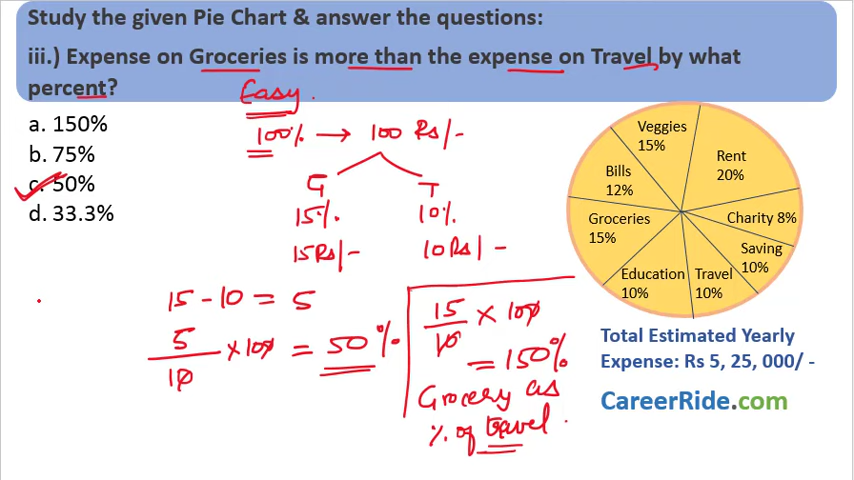 Study the given Pie Chart & answer the questions:
iii.) Expense on Groceries is more than the expense on Travel by what
percent?
Easy.
a. 150%
b. 75%
c. 50%
d. 33.3%
100% → 100 Rs/-
G T
15% 10%
15Rs/- 10Rs/-
15 - 10 = 5
5/10 × 100 = 50%
15/10 × 100
= 150%
Grocery as
% of travel.
Veggies
15%
Rent
20%
Bills
12%
Charity 8%
Groceries
15%
Saving
10%
Education
10%
Travel
10%
Total Estimated Yearly
Expense: Rs 5, 25, 000/ -
CareerRide.com